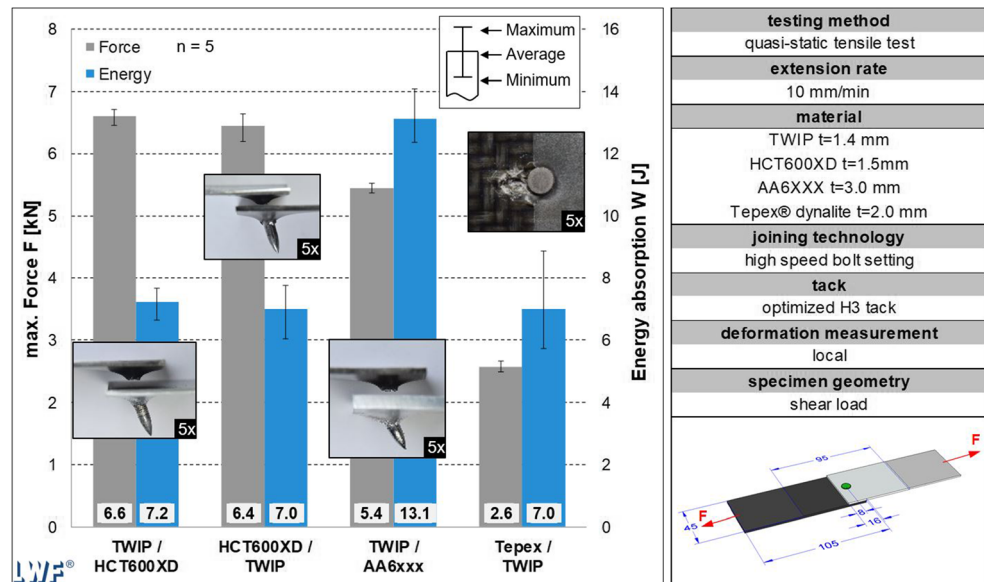 8
7
6
5
4
3
2
1
0
max. Force F [kN]
Force n = 5
Energy
Maximum
Average
Minimum
5x
5x
5x
5x
6.6 7.2 6.4 7.0 5.4 13.1 2.6 7.0
TWIP /
HCT600XD
HCT600XD /
TWIP
TWIP /
AA6xxx
Tepex /
TWIP
16
14
12
10
8
6
4
2
0
Energy absorption W [J]
LWF®
testing method
quasi-static tensile test
extension rate
10 mm/min
material
TWIP t=1.4 mm
HCT600XD t=1.5mm
AA6XXX t=3.0 mm
Tepex® dynalite t=2.0 mm
joining technology
high speed bolt setting
tack
optimized H3 tack
deformation measurement
local
specimen geometry
shear load
F
95
F
45
8
16
105